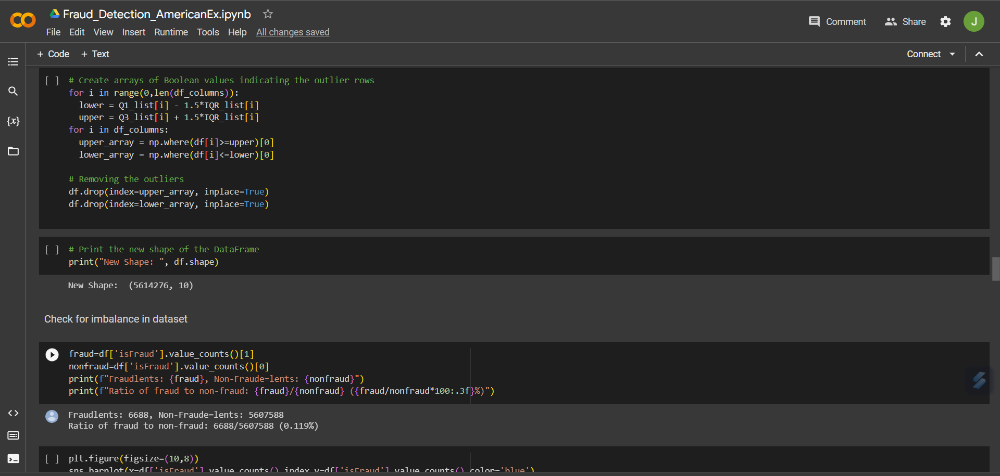 Fraud_Detection_AmericanEx.ipynb
Comment
Share
J
File Edit View Insert Runtime Tools Help All changes saved
+ Code + Text
Connect
[ ] # Create arrays of Boolean values indicating the outlier rows
for i in range(0,len(df_columns)):
  lower = Q1_list[i] - 1.5*IQR_list[i]
  upper = Q3_list[i] + 1.5*IQR_list[i]
for i in df_columns:
  upper_array = np.where(df[i]>=upper)[0]
  lower_array = np.where(df[i]<=lower)[0]
# Removing the outliers
df.drop(index=upper_array, inplace=True)
df.drop(index=lower_array, inplace=True)
[ ] # Print the new shape of the DataFrame
print("New Shape: ", df.shape)
New Shape:  (5614276, 10)
Check for imbalance in dataset
fraud=df['isFraud'].value_counts()[1]
nonfraud=df['isFraud'].value_counts()[0]
print(f"Fraudlents: {fraud}, Non-Fraude=lents: {nonfraud}")
print(f"Ratio of fraud to non-fraud: {fraud}/{nonfraud} ({fraud/nonfraud*100:.3f}%)")
Fraudlents: 6688, Non-Fraude=lents: 5607588
Ratio of fraud to non-fraud: 6688/5607588 (0.119%)
[ ] plt.figure(figsize=(10,8))
sns.barplot(x=df['isFraud'].value_counts().index,y=df['isFraud'].value_counts(),color='blue')
{x}